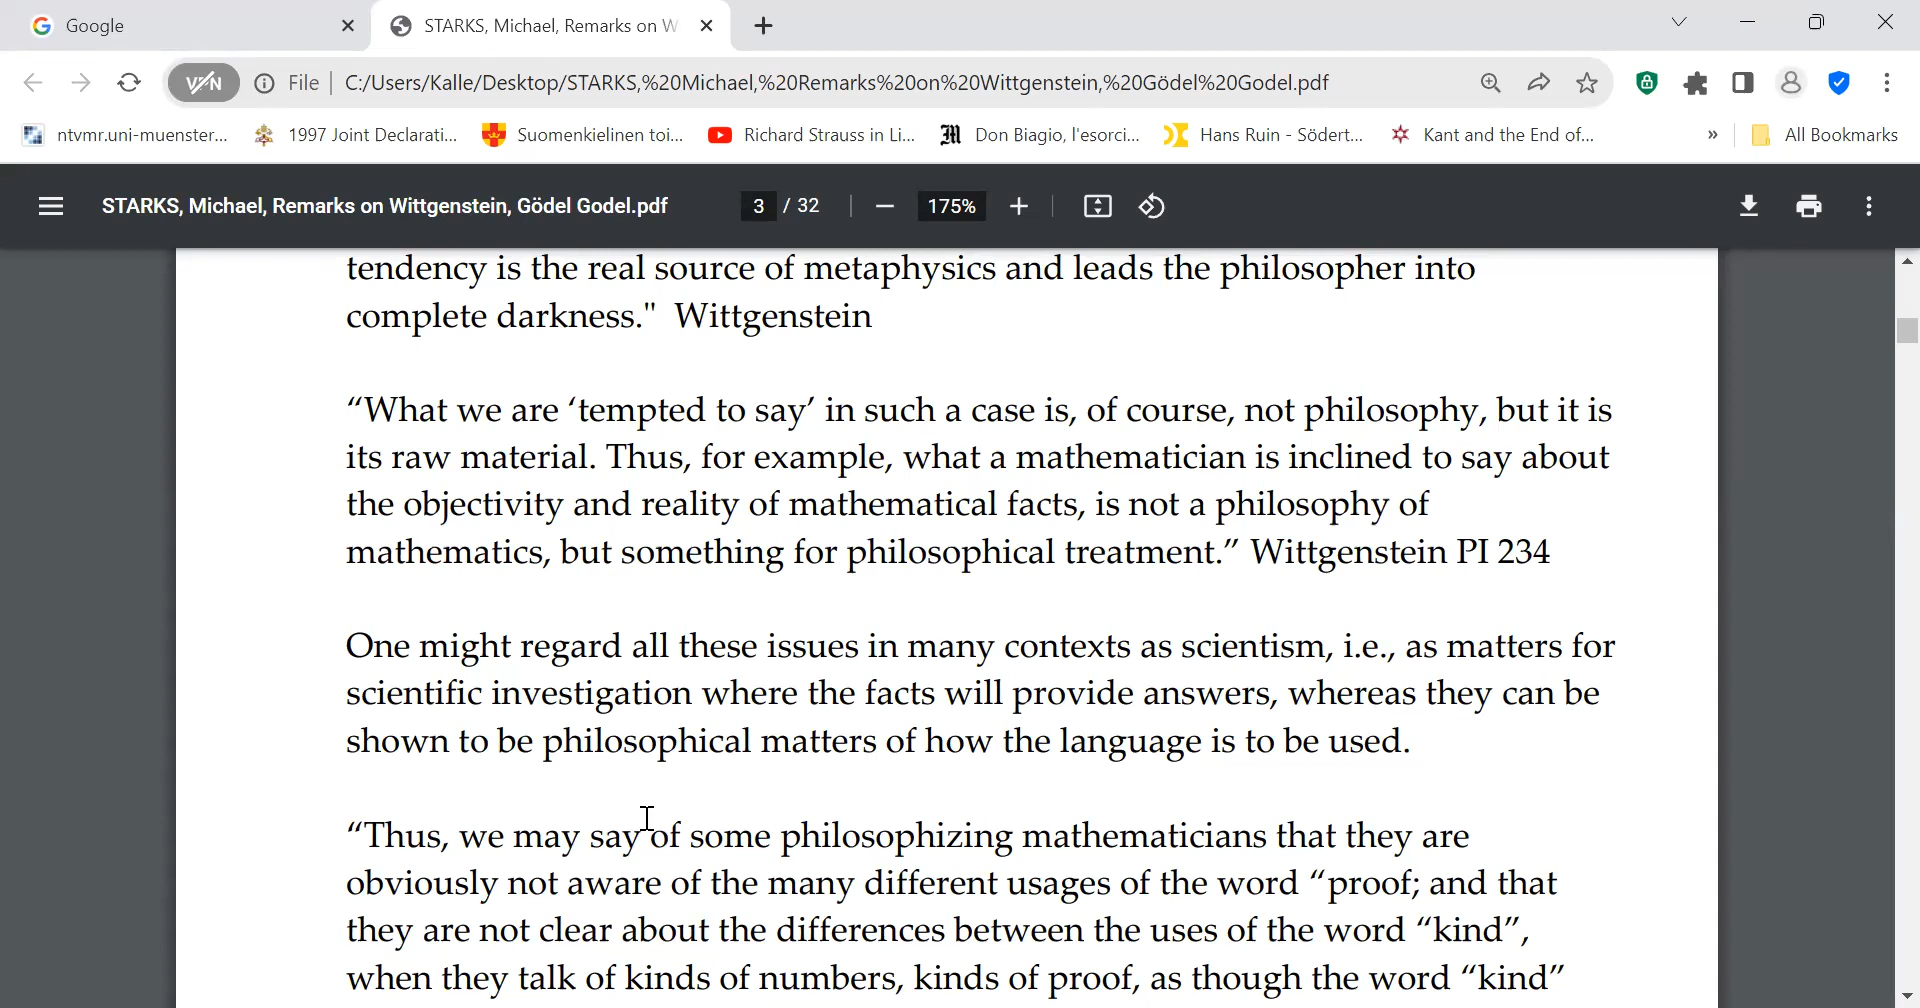 Google
STARKS, Michael, Remarks on W
VPN
File
C:/Users/Kalle/Desktop/STARKS,%20Michael,%20Remarks%20on%20Wittgenstein,%20Gödel%20Godel.pdf
ntvmr.uni-muenster...
1997 Joint Declarati...
Suomenkielinen toi...
Richard Strauss in Li...
Don Biagio, l'esorci...
Hans Ruin - Södert...
Kant and the End of...
»
All Bookmarks
STARKS, Michael, Remarks on Wittgenstein, Gödel Godel.pdf
3 / 32
175%
tendency is the real source of metaphysics and leads the philosopher into
complete darkness." Wittgenstein
“What we are ‘tempted to say’ in such a case is, of course, not philosophy, but it is
its raw material. Thus, for example, what a mathematician is inclined to say about
the objectivity and reality of mathematical facts, is not a philosophy of
mathematics, but something for philosophical treatment.” Wittgenstein PI 234
One might regard all these issues in many contexts as scientism, i.e., as matters for
scientific investigation where the facts will provide answers, whereas they can be
shown to be philosophical matters of how the language is to be used.
“Thus, we may say of some philosophizing mathematicians that they are
obviously not aware of the many different usages of the word “proof; and that
they are not clear about the differences between the uses of the word “kind”,
when they talk of kinds of numbers, kinds of proof, as though the word “kind”